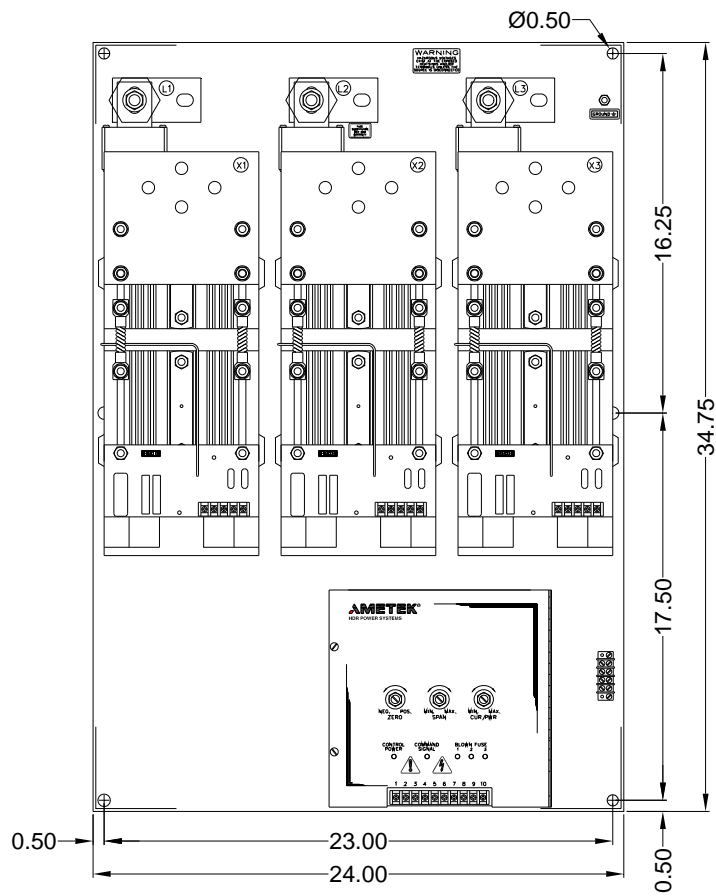 Ø0.50
WARNING
L1
L2
L3
GROUND
X1
X2
X3
16.25
34.75
17.50
AMETEK®
HDR POWER SYSTEMS
NEG. POS.
ZERO
MIN. MAX.
SPAN
MIN. MAX.
CUR/PWR
CONTROL
POWER
COMMAND
SIGNAL
BLOWN FUSE
1 2 3
1 2 3 4 5 6 7 8 9 10
0.50
23.00
24.00
0.50